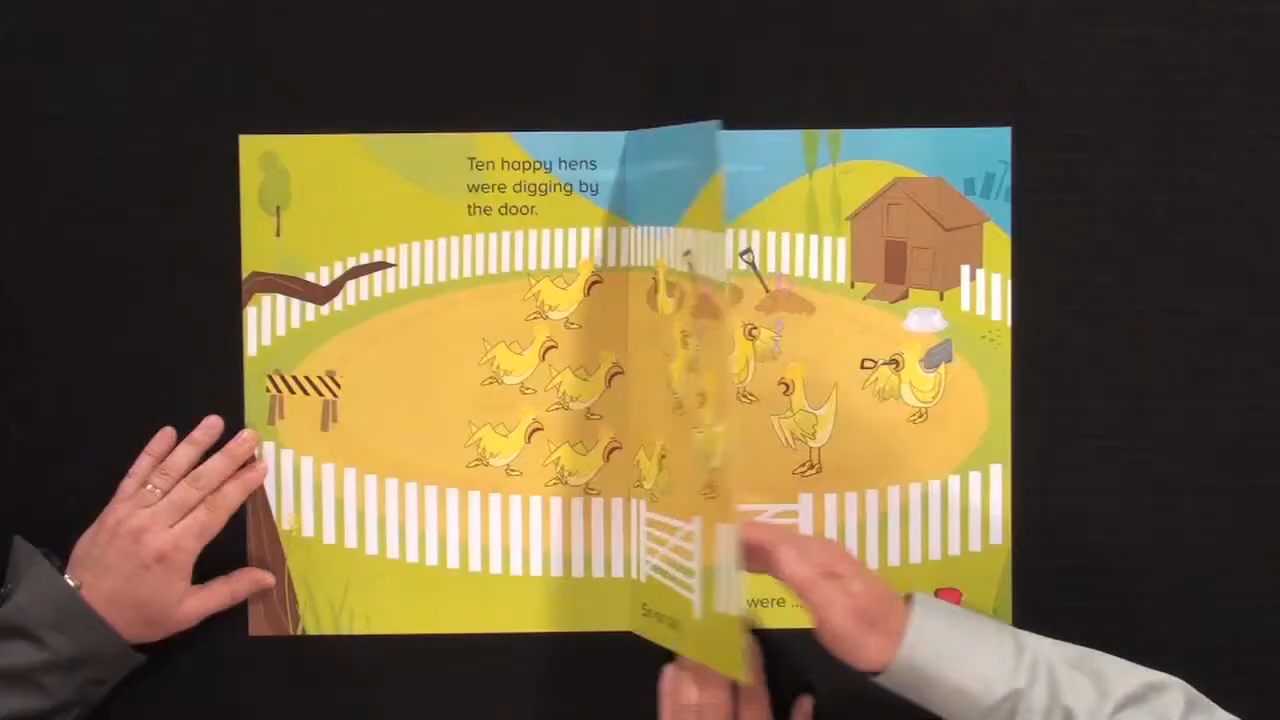 Ten happy hens
were digging by
the door.
were ...